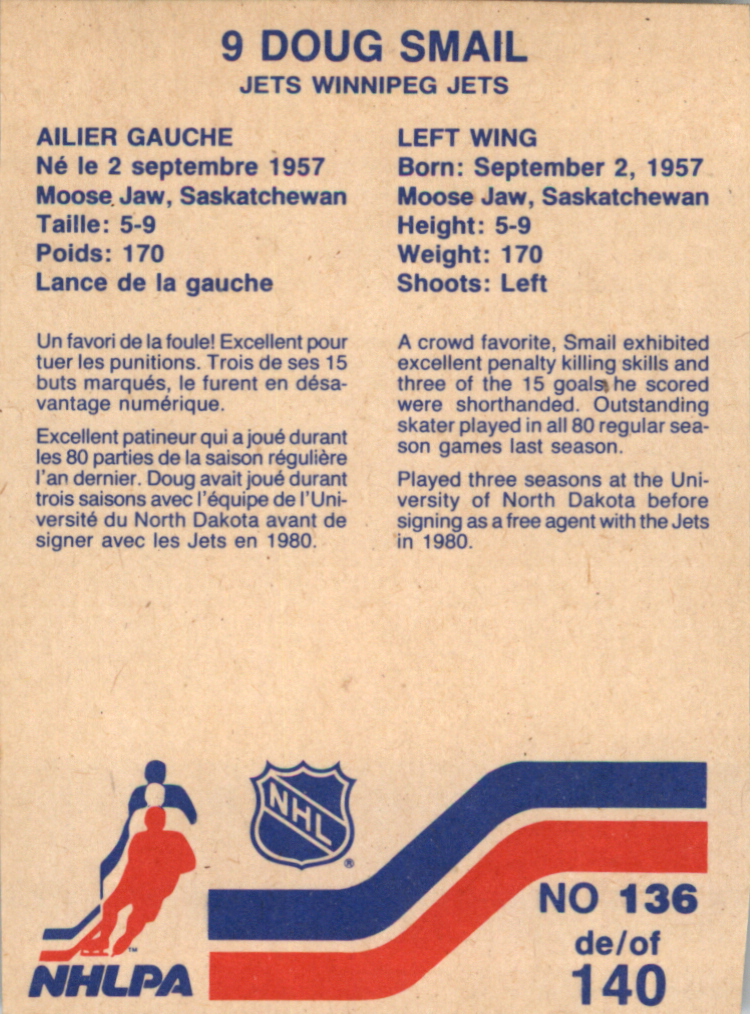 9 DOUG SMAIL
JETS WINNIPEG JETS
AILIER GAUCHE
Né le 2 septembre 1957
Moose Jaw, Saskatchewan
Taille: 5-9
Poids: 170
Lance de la gauche
Un favori de la foule! Excellent pour
tuer les punitions. Trois de ses 15
buts marqués, le furent en désa-
vantage numérique.
Excellent patineur qui a joué durant
les 80 parties de la saison régulière
l'an dernier. Doug avait joué durant
trois saisons avec l'équipe de l'Uni-
versité du North Dakota avant de
signer avec les Jets en 1980.
LEFT WING
Born: September 2, 1957
Moose Jaw, Saskatchewan
Height: 5-9
Weight: 170
Shoots: Left
A crowd favorite, Smail exhibited
excellent penalty killing skills and
three of the 15 goals he scored
were shorthanded. Outstanding
skater played in all 80 regular sea-
son games last season.
Played three seasons at the Uni-
versity of North Dakota before
signing as a free agent with the Jets
in 1980.
NHL
®
™
NHLPA
NO 136
de/of
140